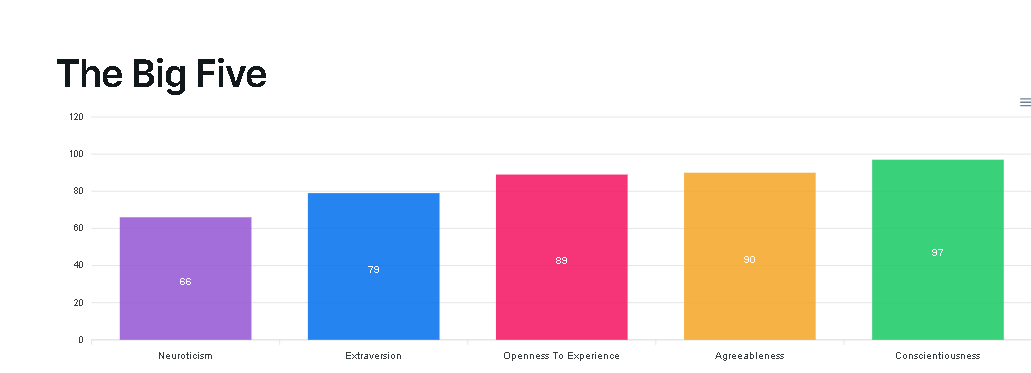 The Big Five
120
100
80
60
40
20
0
66
79
89
90
97
Neuroticism
Extraversion
Openness To Experience
Agreeableness
Conscientiousness